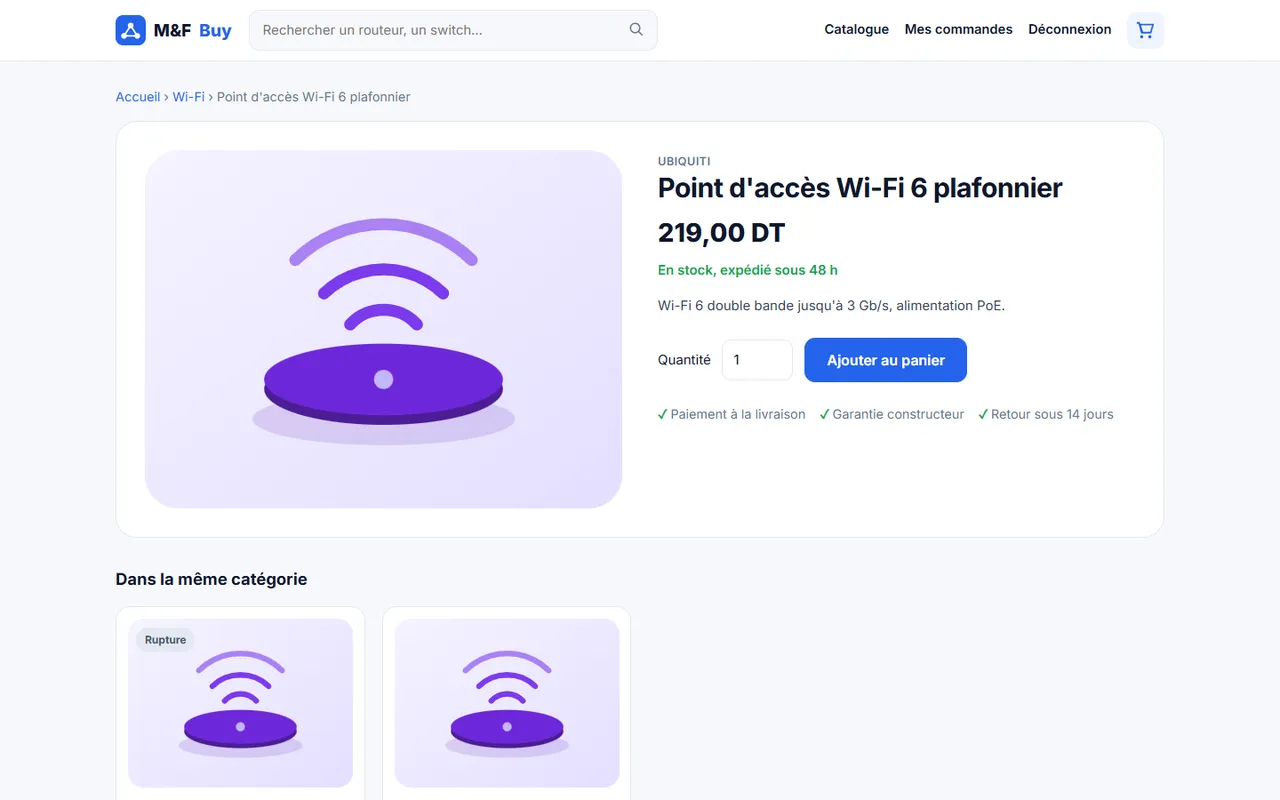 M&F Buy
Rechercher un routeur, un switch...
Catalogue Mes commandes Déconnexion
Accueil › Wi-Fi › Point d'accès Wi-Fi 6 plafonnier
UBIQUITI
Point d'accès Wi-Fi 6 plafonnier
219,00 DT
En stock, expédié sous 48 h
Wi-Fi 6 double bande jusqu'à 3 Gb/s, alimentation PoE.
Quantité 1 Ajouter au panier
✓ Paiement à la livraison ✓ Garantie constructeur ✓ Retour sous 14 jours
Dans la même catégorie
Rupture